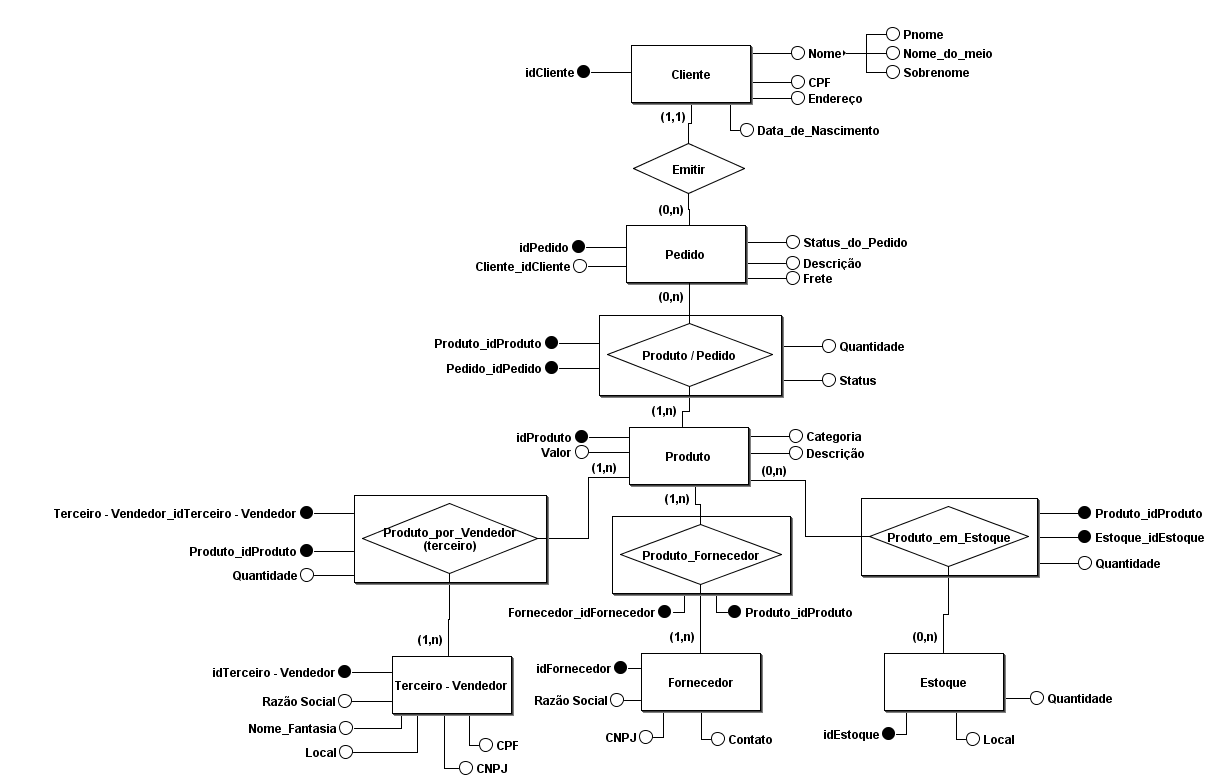 Pnome
idCliente
Cliente
Nome
Nome_do_meio
Sobrenome
CPF
Endereço
(1,1)
Data_de_Nascimento
Emitir
(0,n)
idPedido
Pedido
Status_do_Pedido
Cliente_idCliente
Descrição
Frete
(0,n)
Produto_idProduto
Produto / Pedido
Quantidade
Pedido_idPedido
Status
(1,n)
idProduto
Produto
Categoria
Valor
Descrição
(1,n)
(1,n)
(0,n)
Terceiro - Vendedor_idTerceiro - Vendedor
Produto_por_Vendedor
(terceiro)
Produto_idProduto
Quantidade
Produto_Fornecedor
Fornecedor_idFornecedor
Produto_idProduto
Produto_em_Estoque
Produto_idProduto
Estoque_idEstoque
Quantidade
(1,n)
(1,n)
(0,n)
idTerceiro - Vendedor
Terceiro - Vendedor
Razão Social
Nome_Fantasia
Local
CPF
CNPJ
idFornecedor
Fornecedor
Razão Social
CNPJ
Contato
Estoque
Quantidade
idEstoque
Local